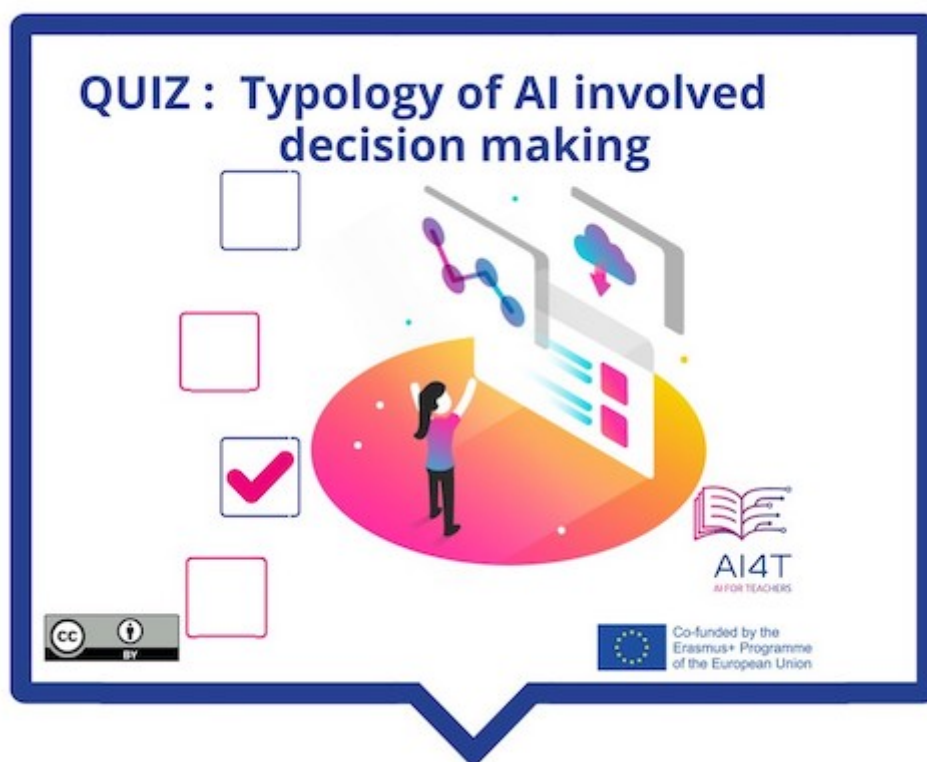 QUIZ : Typology of AI involved
decision making
AI4T
AI FOR TEACHERS
CC
BY
Co-funded by the
Erasmus+ Programme
of the European Union